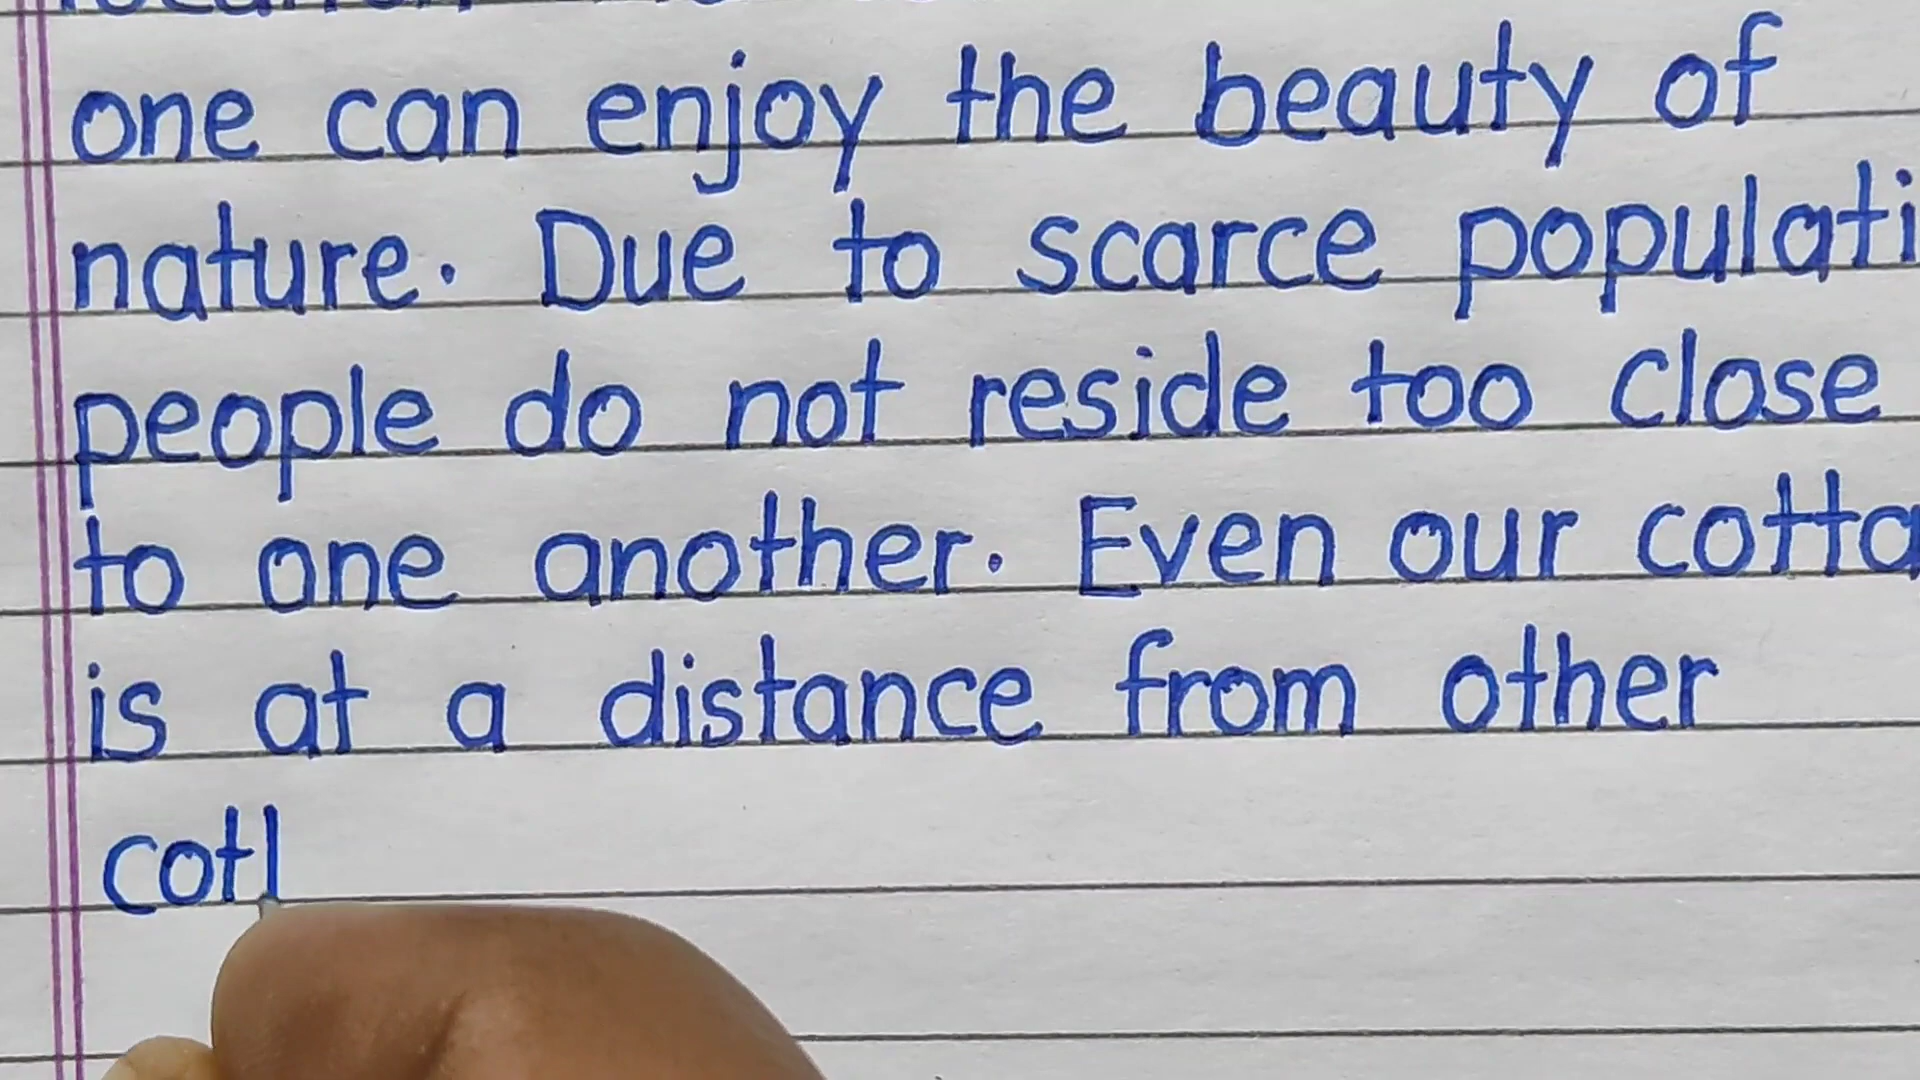 one can enjoy the beauty of
nature. Due to scarce populati
people do not reside too close
to one another. Even our cotta
is at a distance from other
cotl